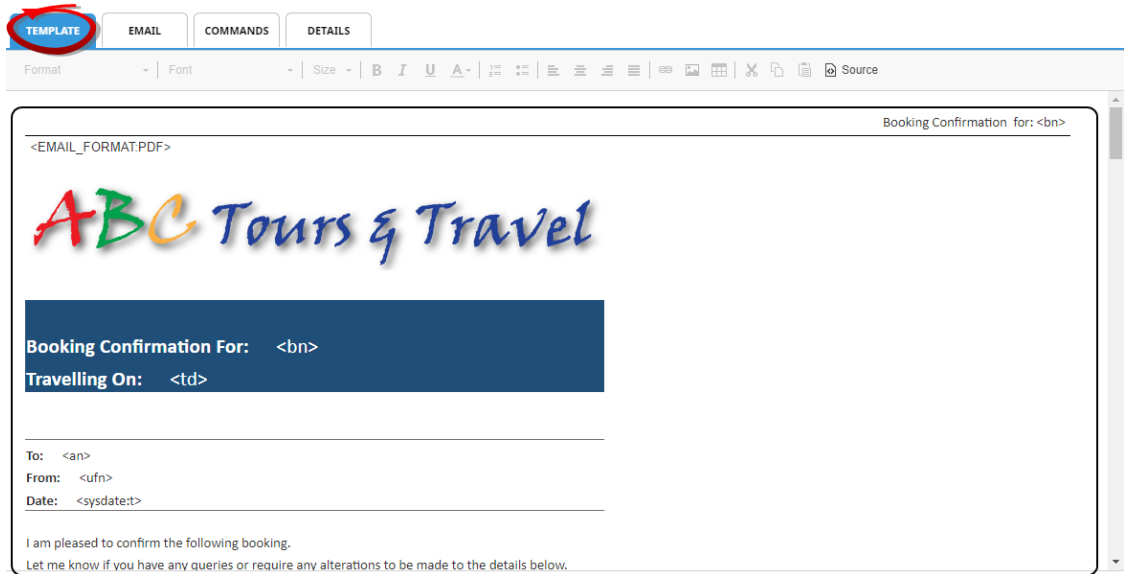 TEMPLATE EMAIL COMMANDS DETAILS
Format Font Size B I U A Source
Booking Confirmation for: <bn>
<EMAIL_FORMAT:PDF>
ABC Tours & Travel
Booking Confirmation For: <bn>
Travelling On: <td>
To: <an>
From: <ufn>
Date: <sysdate:t>
I am pleased to confirm the following booking.
Let me know if you have any queries or require any alterations to be made to the details below.